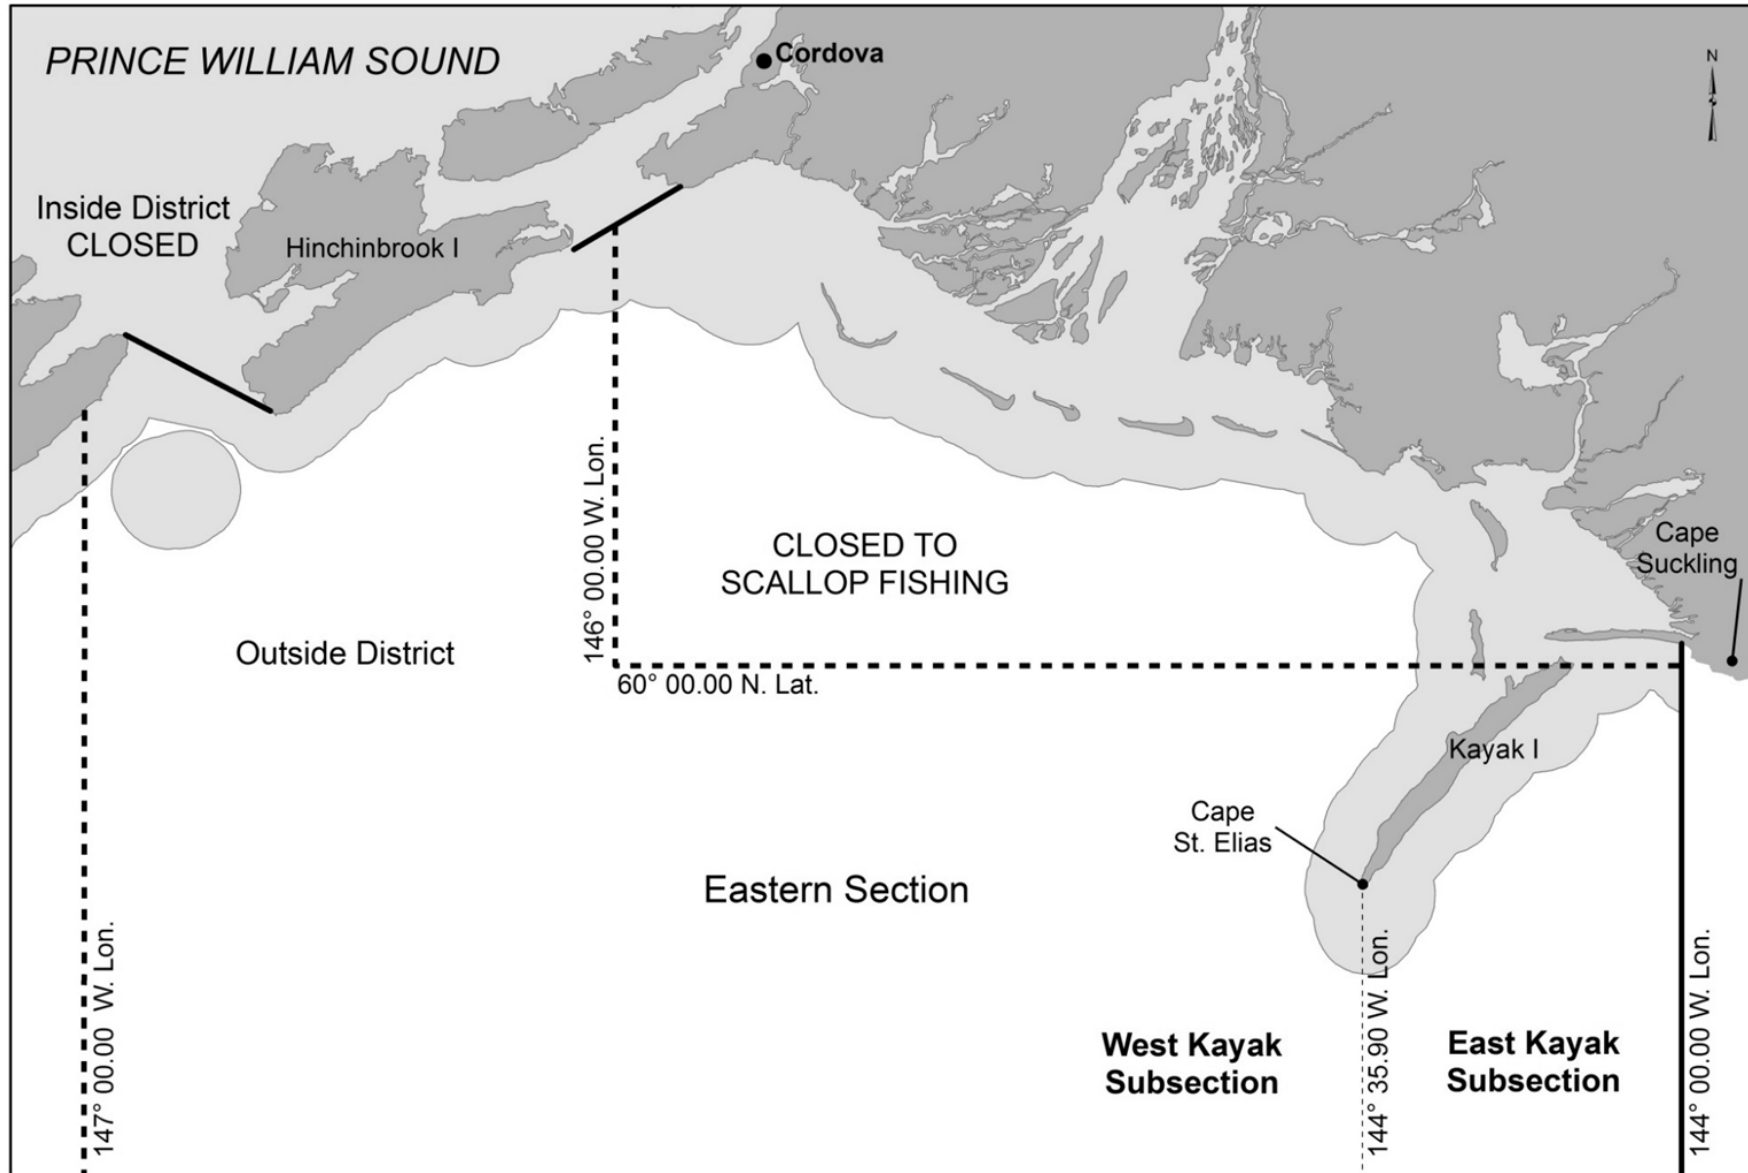 PRINCE WILLIAM SOUND
Cordova
N
Inside District
CLOSED
Hinchinbrook I
146° 00.00 W. Lon.
CLOSED TO
SCALLOP FISHING
Cape
Suckling
Outside District
60° 00.00 N. Lat.
Kayak I
Cape
St. Elias
Eastern Section
147° 00.00  W. Lon.
West Kayak
Subsection
144° 35.90 W. Lon.
East Kayak
Subsection
144° 00.00 W. Lon.